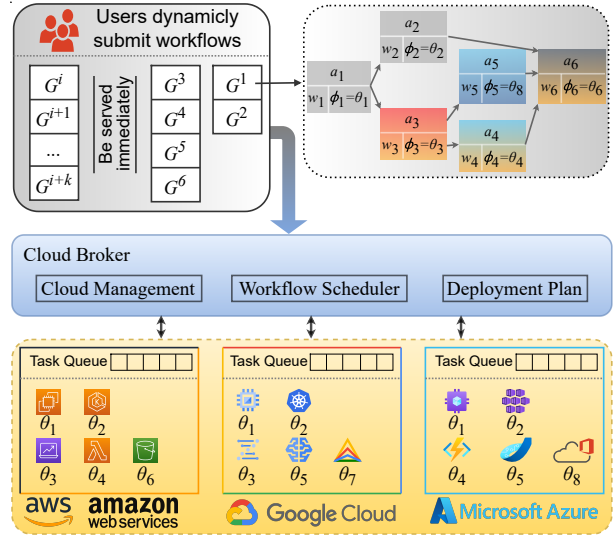 Users dynamicly
submit workflows
G^i
G^{i+1}
...
G^{i+k}
Be served
immediately
G^3
G^4
G^5
G^6
G^1
G^2
a_1
w_1 ϕ_1=θ_1
a_2
w_2 ϕ_2=θ_2
a_3
w_3 ϕ_3=θ_3
a_5
w_5 ϕ_5=θ_8
a_4
w_4 ϕ_4=θ_4
a_6
w_6 ϕ_6=θ_6
Cloud Broker
Cloud Management
Workflow Scheduler
Deployment Plan
Task Queue
θ_1 θ_2
θ_3 θ_4 θ_6
aws
amazon
web services
Task Queue
θ_1 θ_2
θ_3 θ_5 θ_7
Google Cloud
Task Queue
θ_1 θ_2
θ_4 θ_5 θ_8
Microsoft Azure